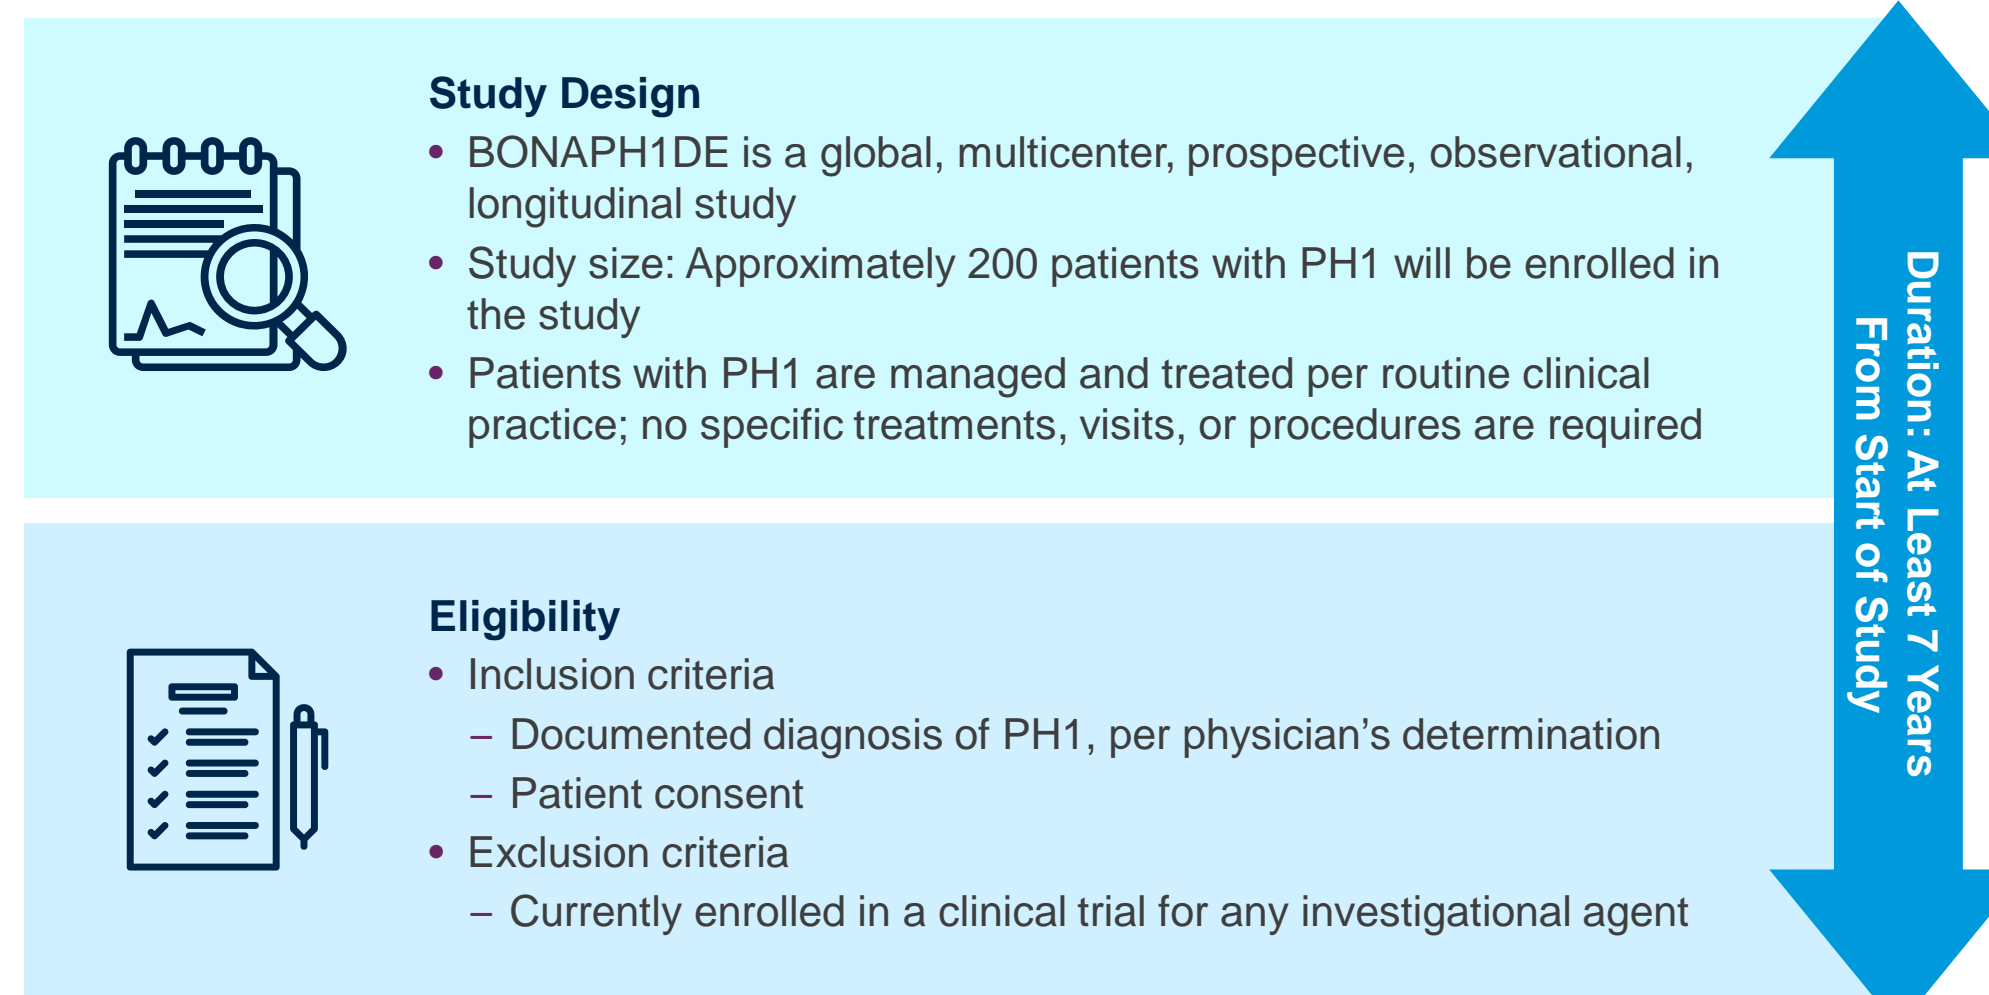 Study Design
• BONAPH1DE is a global, multicenter, prospective, observational,
longitudinal study
• Study size: Approximately 200 patients with PH1 will be enrolled in
the study
• Patients with PH1 are managed and treated per routine clinical
practice; no specific treatments, visits, or procedures are required
Eligibility
• Inclusion criteria
– Documented diagnosis of PH1, per physician’s determination
– Patient consent
• Exclusion criteria
– Currently enrolled in a clinical trial for any investigational agent
Duration: At Least 7 Years
From Start of Study